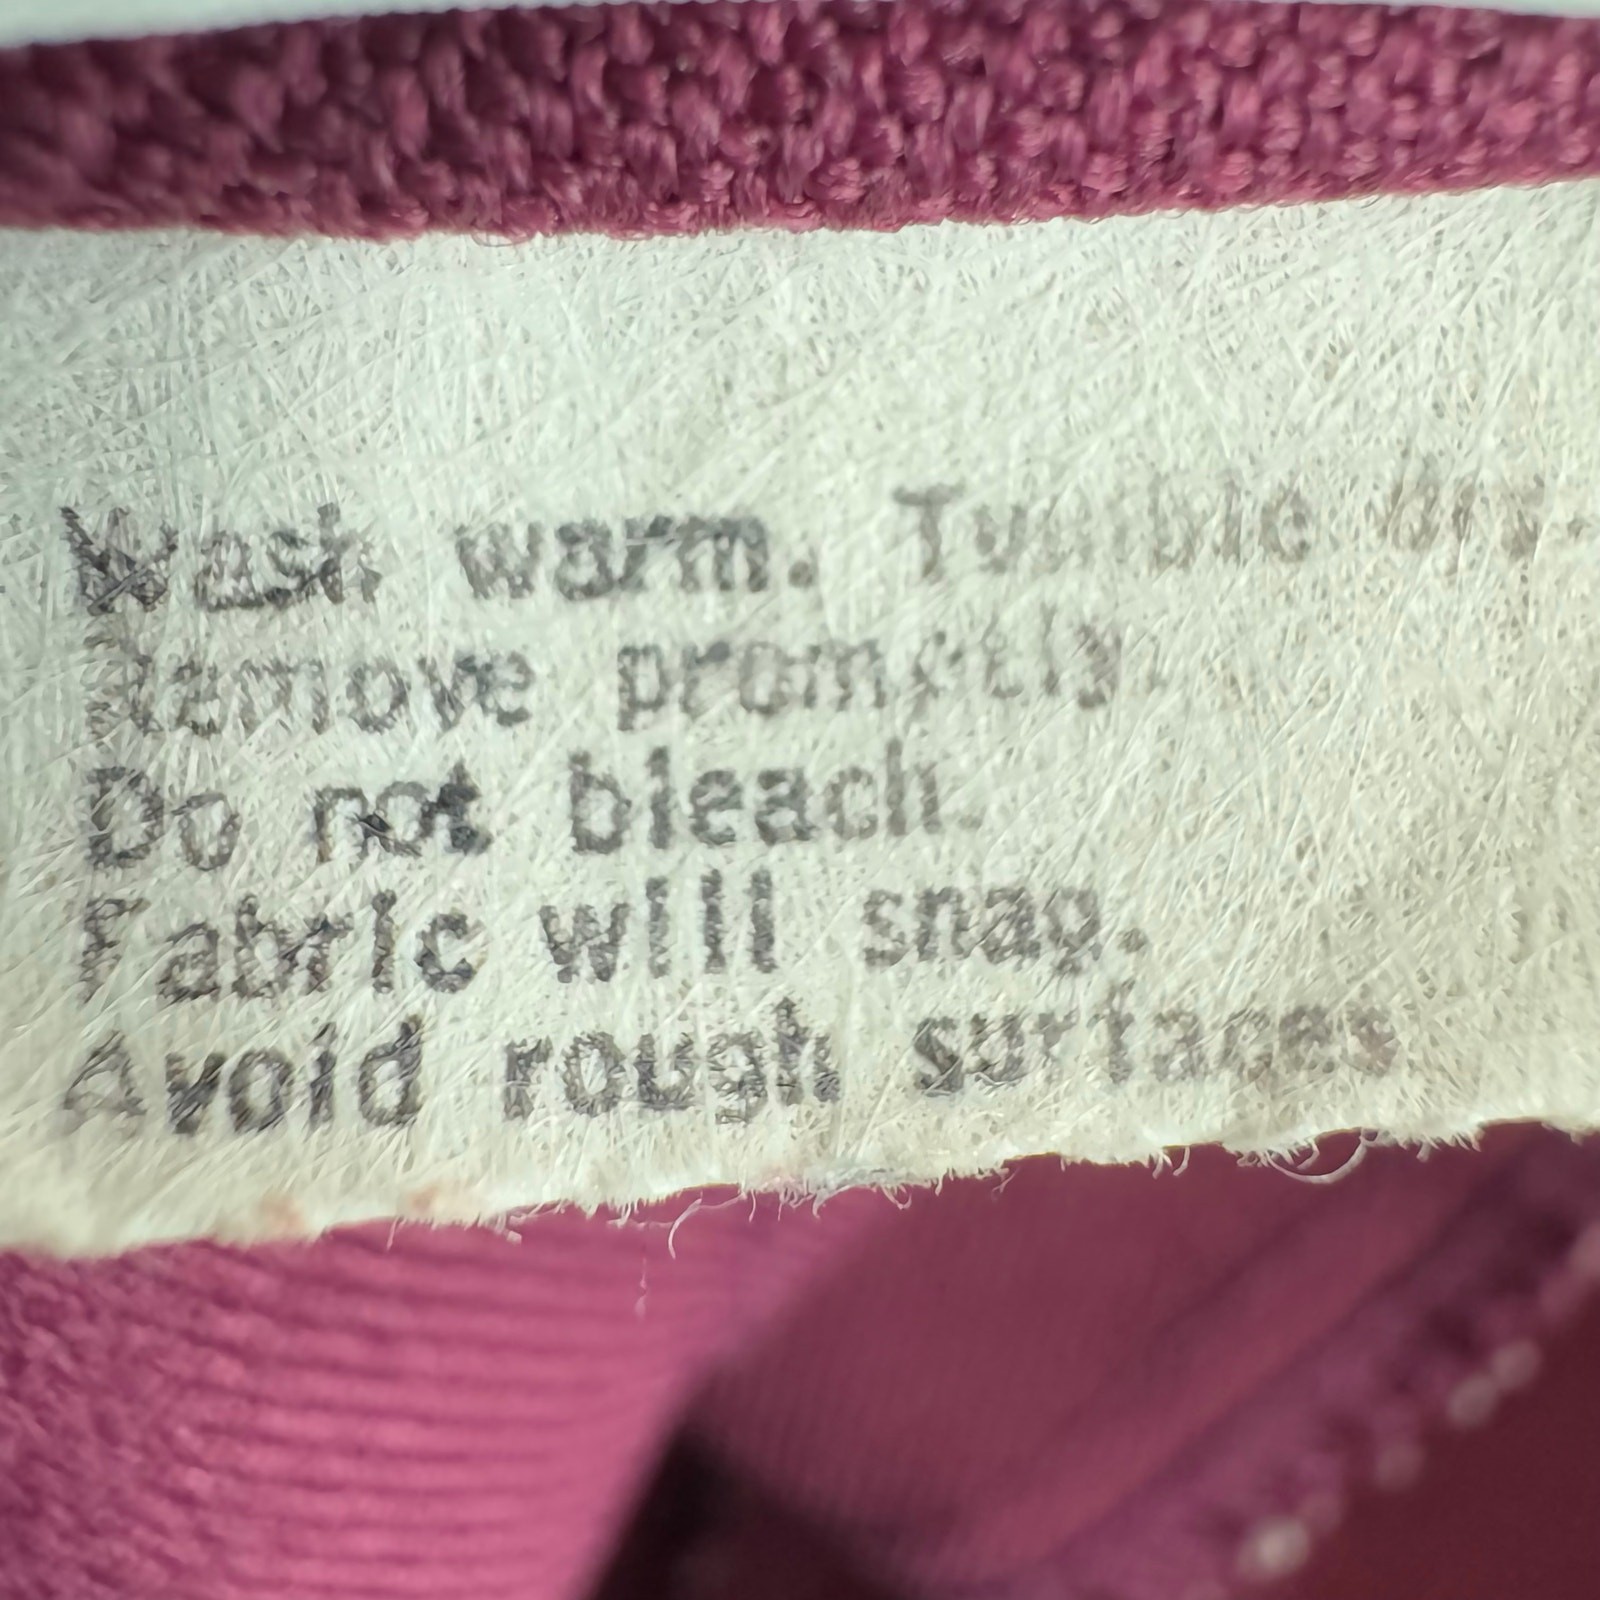 Wash warm. Tumble dry.
Remove promptly.
Do not bleach.
Fabric will snag.
Avoid rough surfaces